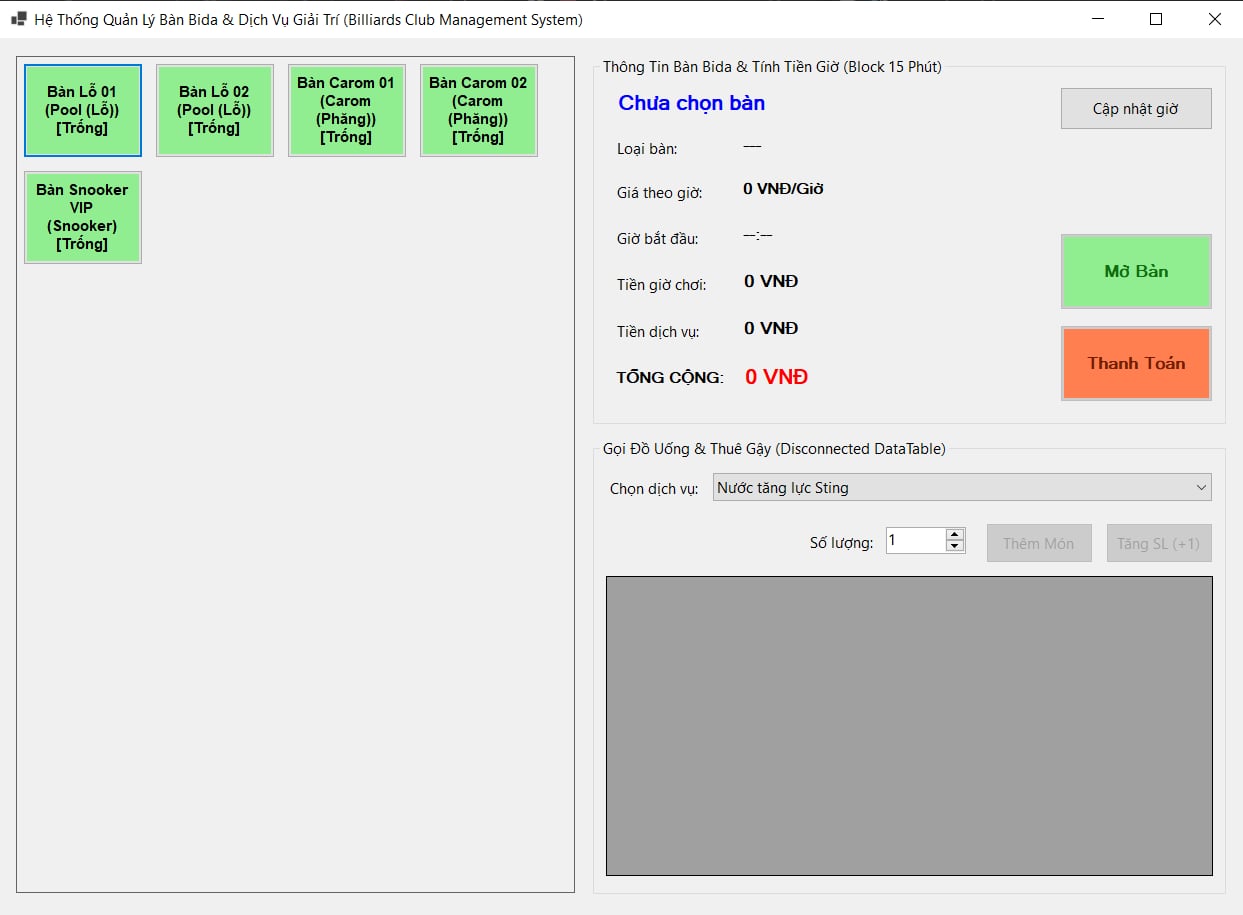 Hệ Thống Quản Lý Bàn Bida & Dịch Vụ Giải Trí (Billiards Club Management System)
Bàn Lỗ 01
(Pool (Lỗ))
[Trống]
Bàn Lỗ 02
(Pool (Lỗ))
[Trống]
Bàn Carom 01
(Carom
(Phăng))
[Trống]
Bàn Carom 02
(Carom
(Phăng))
[Trống]
Bàn Snooker
VIP
(Snooker)
[Trống]
Thông Tin Bàn Bida & Tính Tiền Giờ (Block 15 Phút)
Chưa chọn bàn
Cập nhật giờ
Loại bàn: ---
Giá theo giờ: 0 VNĐ/Giờ
Giờ bắt đầu: --:--
Tiền giờ chơi: 0 VNĐ
Tiền dịch vụ: 0 VNĐ
TỔNG CỘNG: 0 VNĐ
Mở Bàn
Thanh Toán
Gọi Đồ Uống & Thuê Gậy (Disconnected DataTable)
Chọn dịch vụ: Nước tăng lực Sting
Số lượng: 1 Thêm Món Tăng SL (+1)